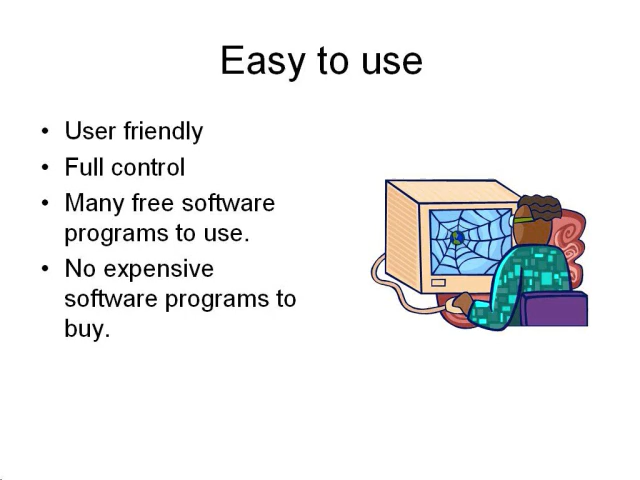 Easy to use
• User friendly
• Full control
• Many free software
programs to use.
• No expensive
software programs to
buy.